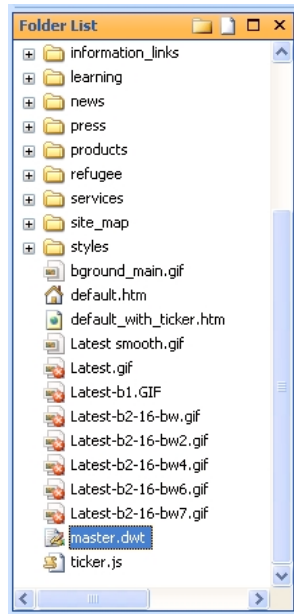 Folder List
information_links
learning
news
press
products
refugee
services
site_map
styles
bground_main.gif
default.htm
default_with_ticker.htm
Latest smooth.gif
Latest.gif
Latest-b1.GIF
Latest-b2-16-bw.gif
Latest-b2-16-bw2.gif
Latest-b2-16-bw4.gif
Latest-b2-16-bw6.gif
Latest-b2-16-bw7.gif
master.dwt
ticker.js